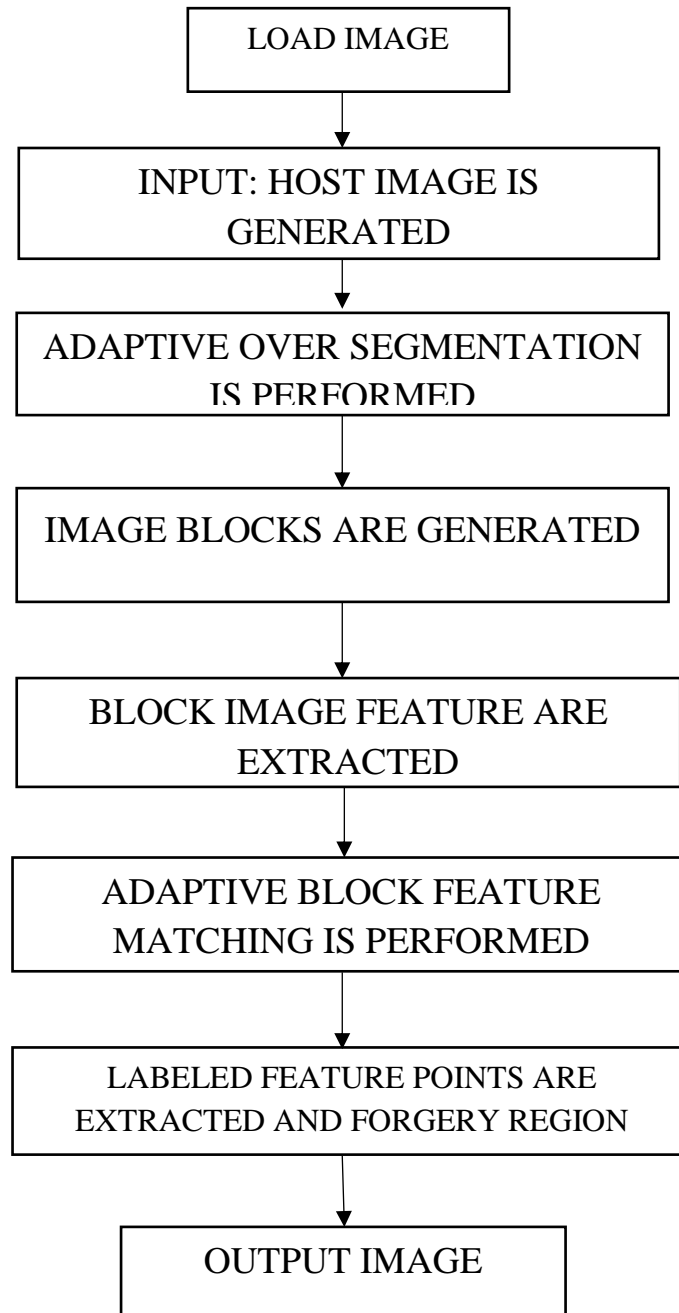 LOAD IMAGE
INPUT: HOST IMAGE IS
GENERATED
ADAPTIVE OVER SEGMENTATION
IS PERFORMED
IMAGE BLOCKS ARE GENERATED
BLOCK IMAGE FEATURE ARE
EXTRACTED
ADAPTIVE BLOCK FEATURE
MATCHING IS PERFORMED
LABELED FEATURE POINTS ARE
EXTRACTED AND FORGERY REGION
OUTPUT IMAGE